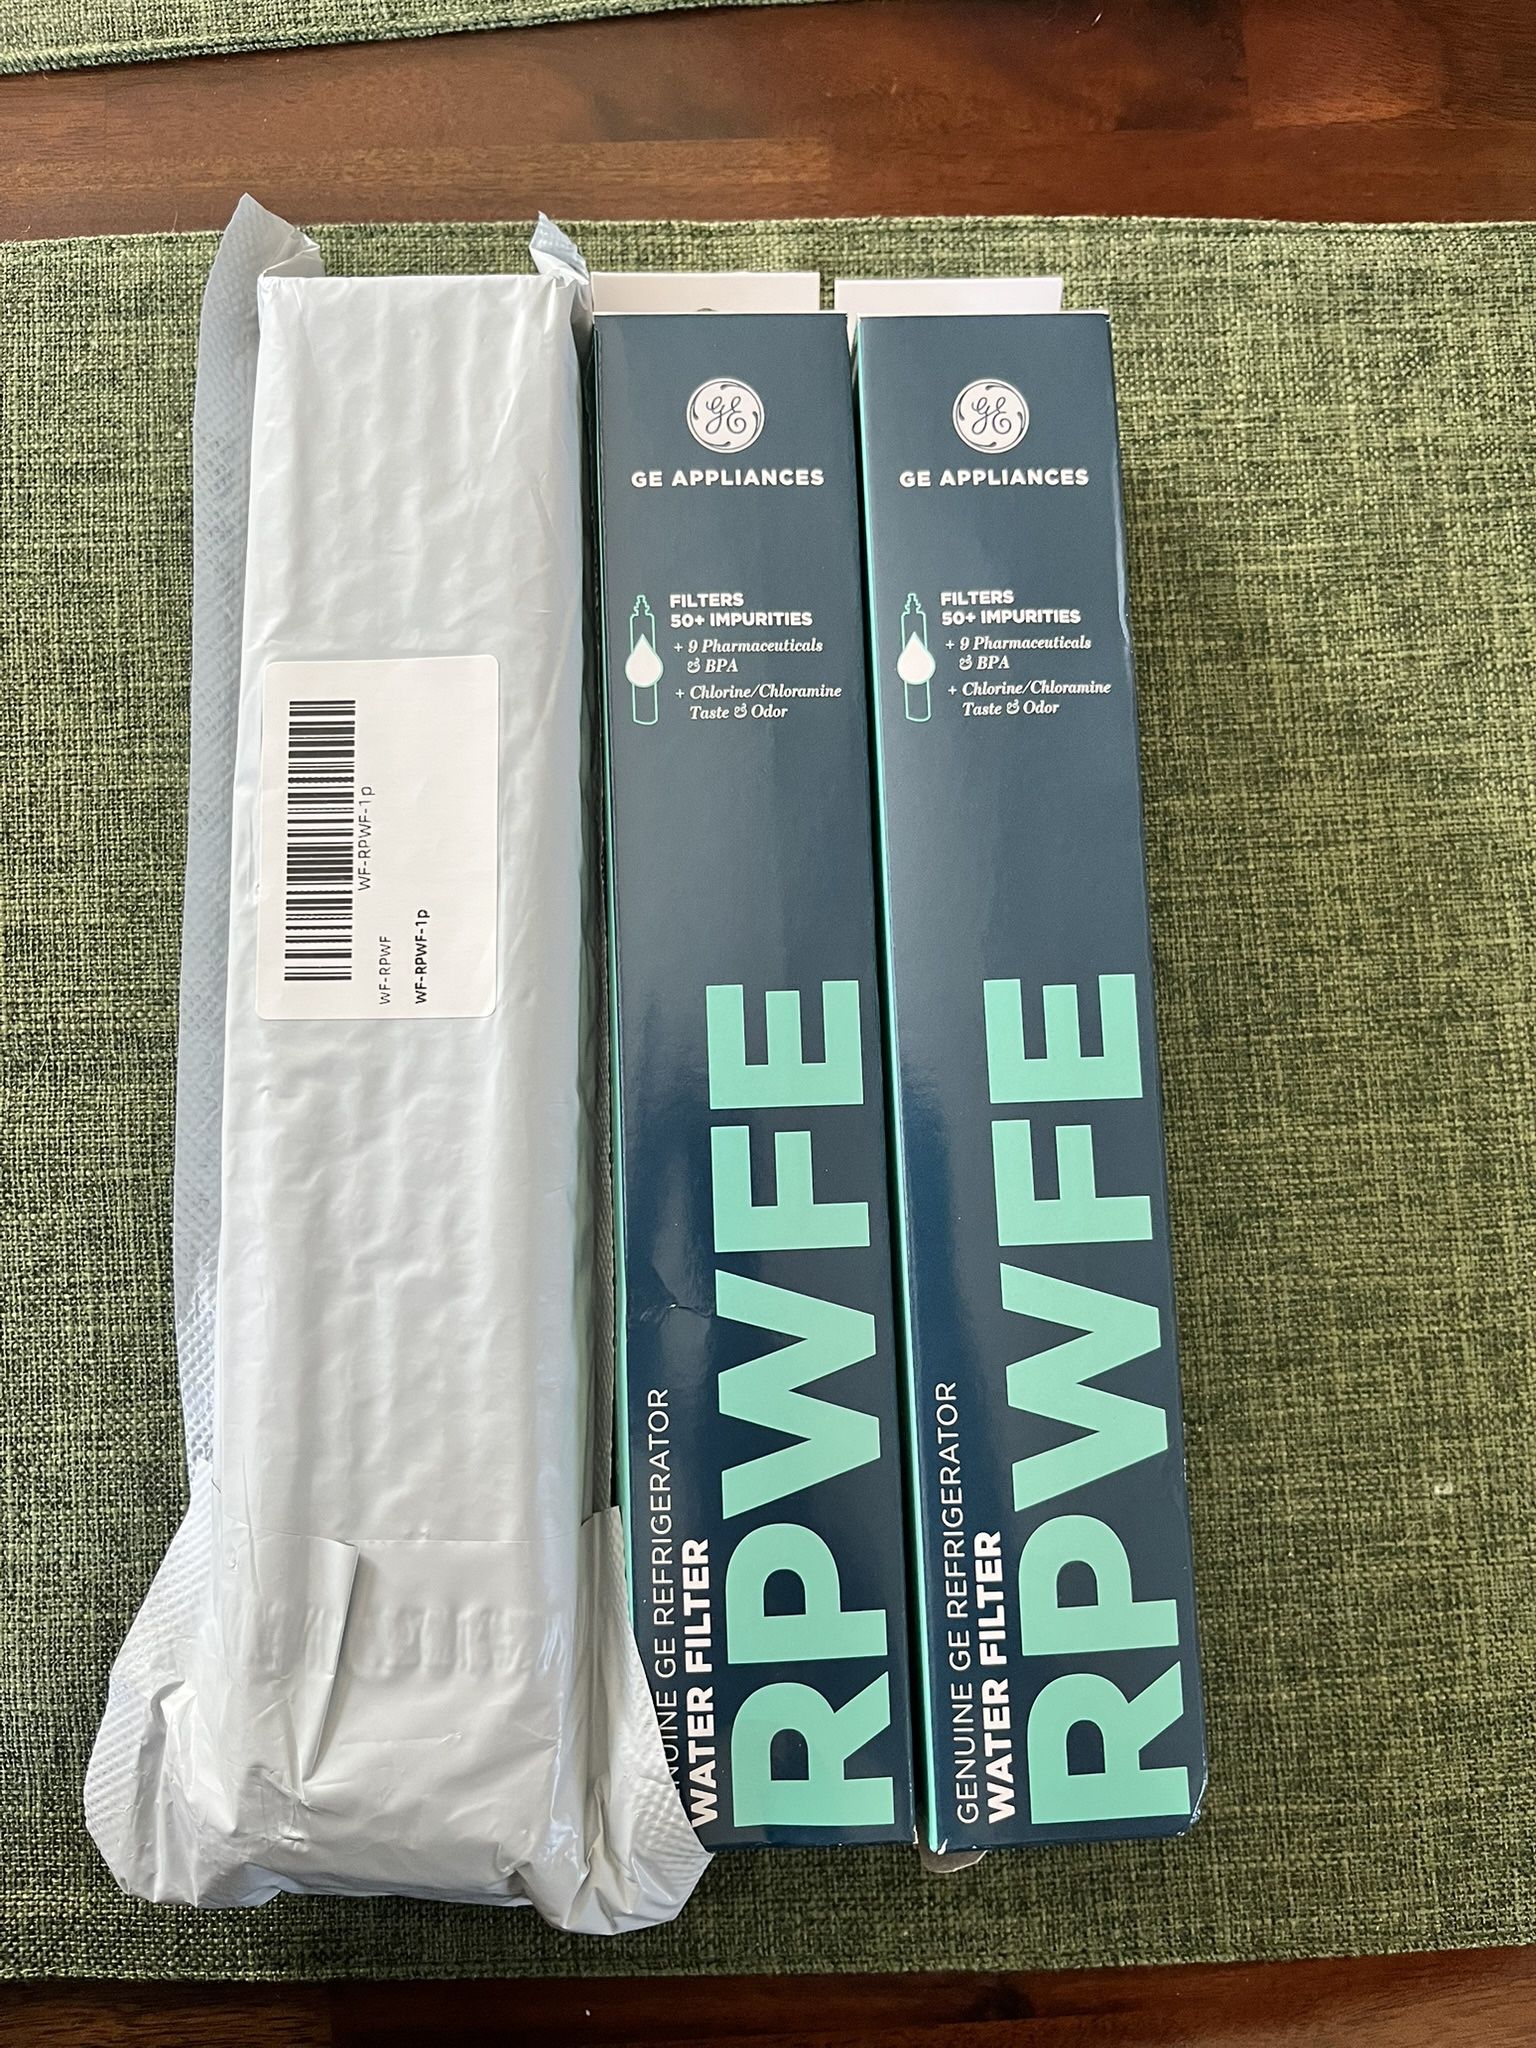 WF-RPWF-1p
WF-RPWF
WF-RPWF-1p
GE
GE APPLIANCES
FILTERS
50+ IMPURITIES
+ 9 Pharmaceuticals
& BPA
+ Chlorine/Chloramine
Taste & Odor
GE REFRIGERATOR
WATER FILTER
RPWFE
GE
GE APPLIANCES
FILTERS
50+ IMPURITIES
+ 9 Pharmaceuticals
& BPA
+ Chlorine/Chloramine
Taste & Odor
GENUINE GE REFRIGERATOR
WATER FILTER
RPWFE